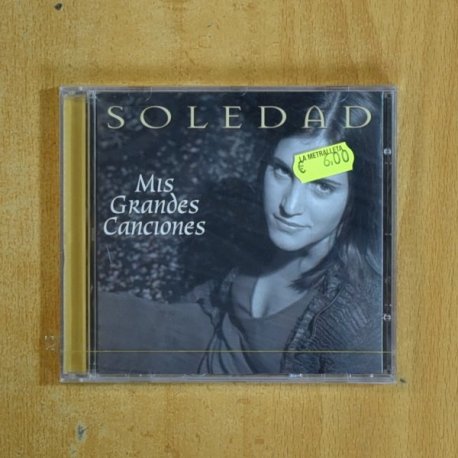 SOLEDAD
LA METRALLETA
€ 6,00
Mis
Grandes
Canciones